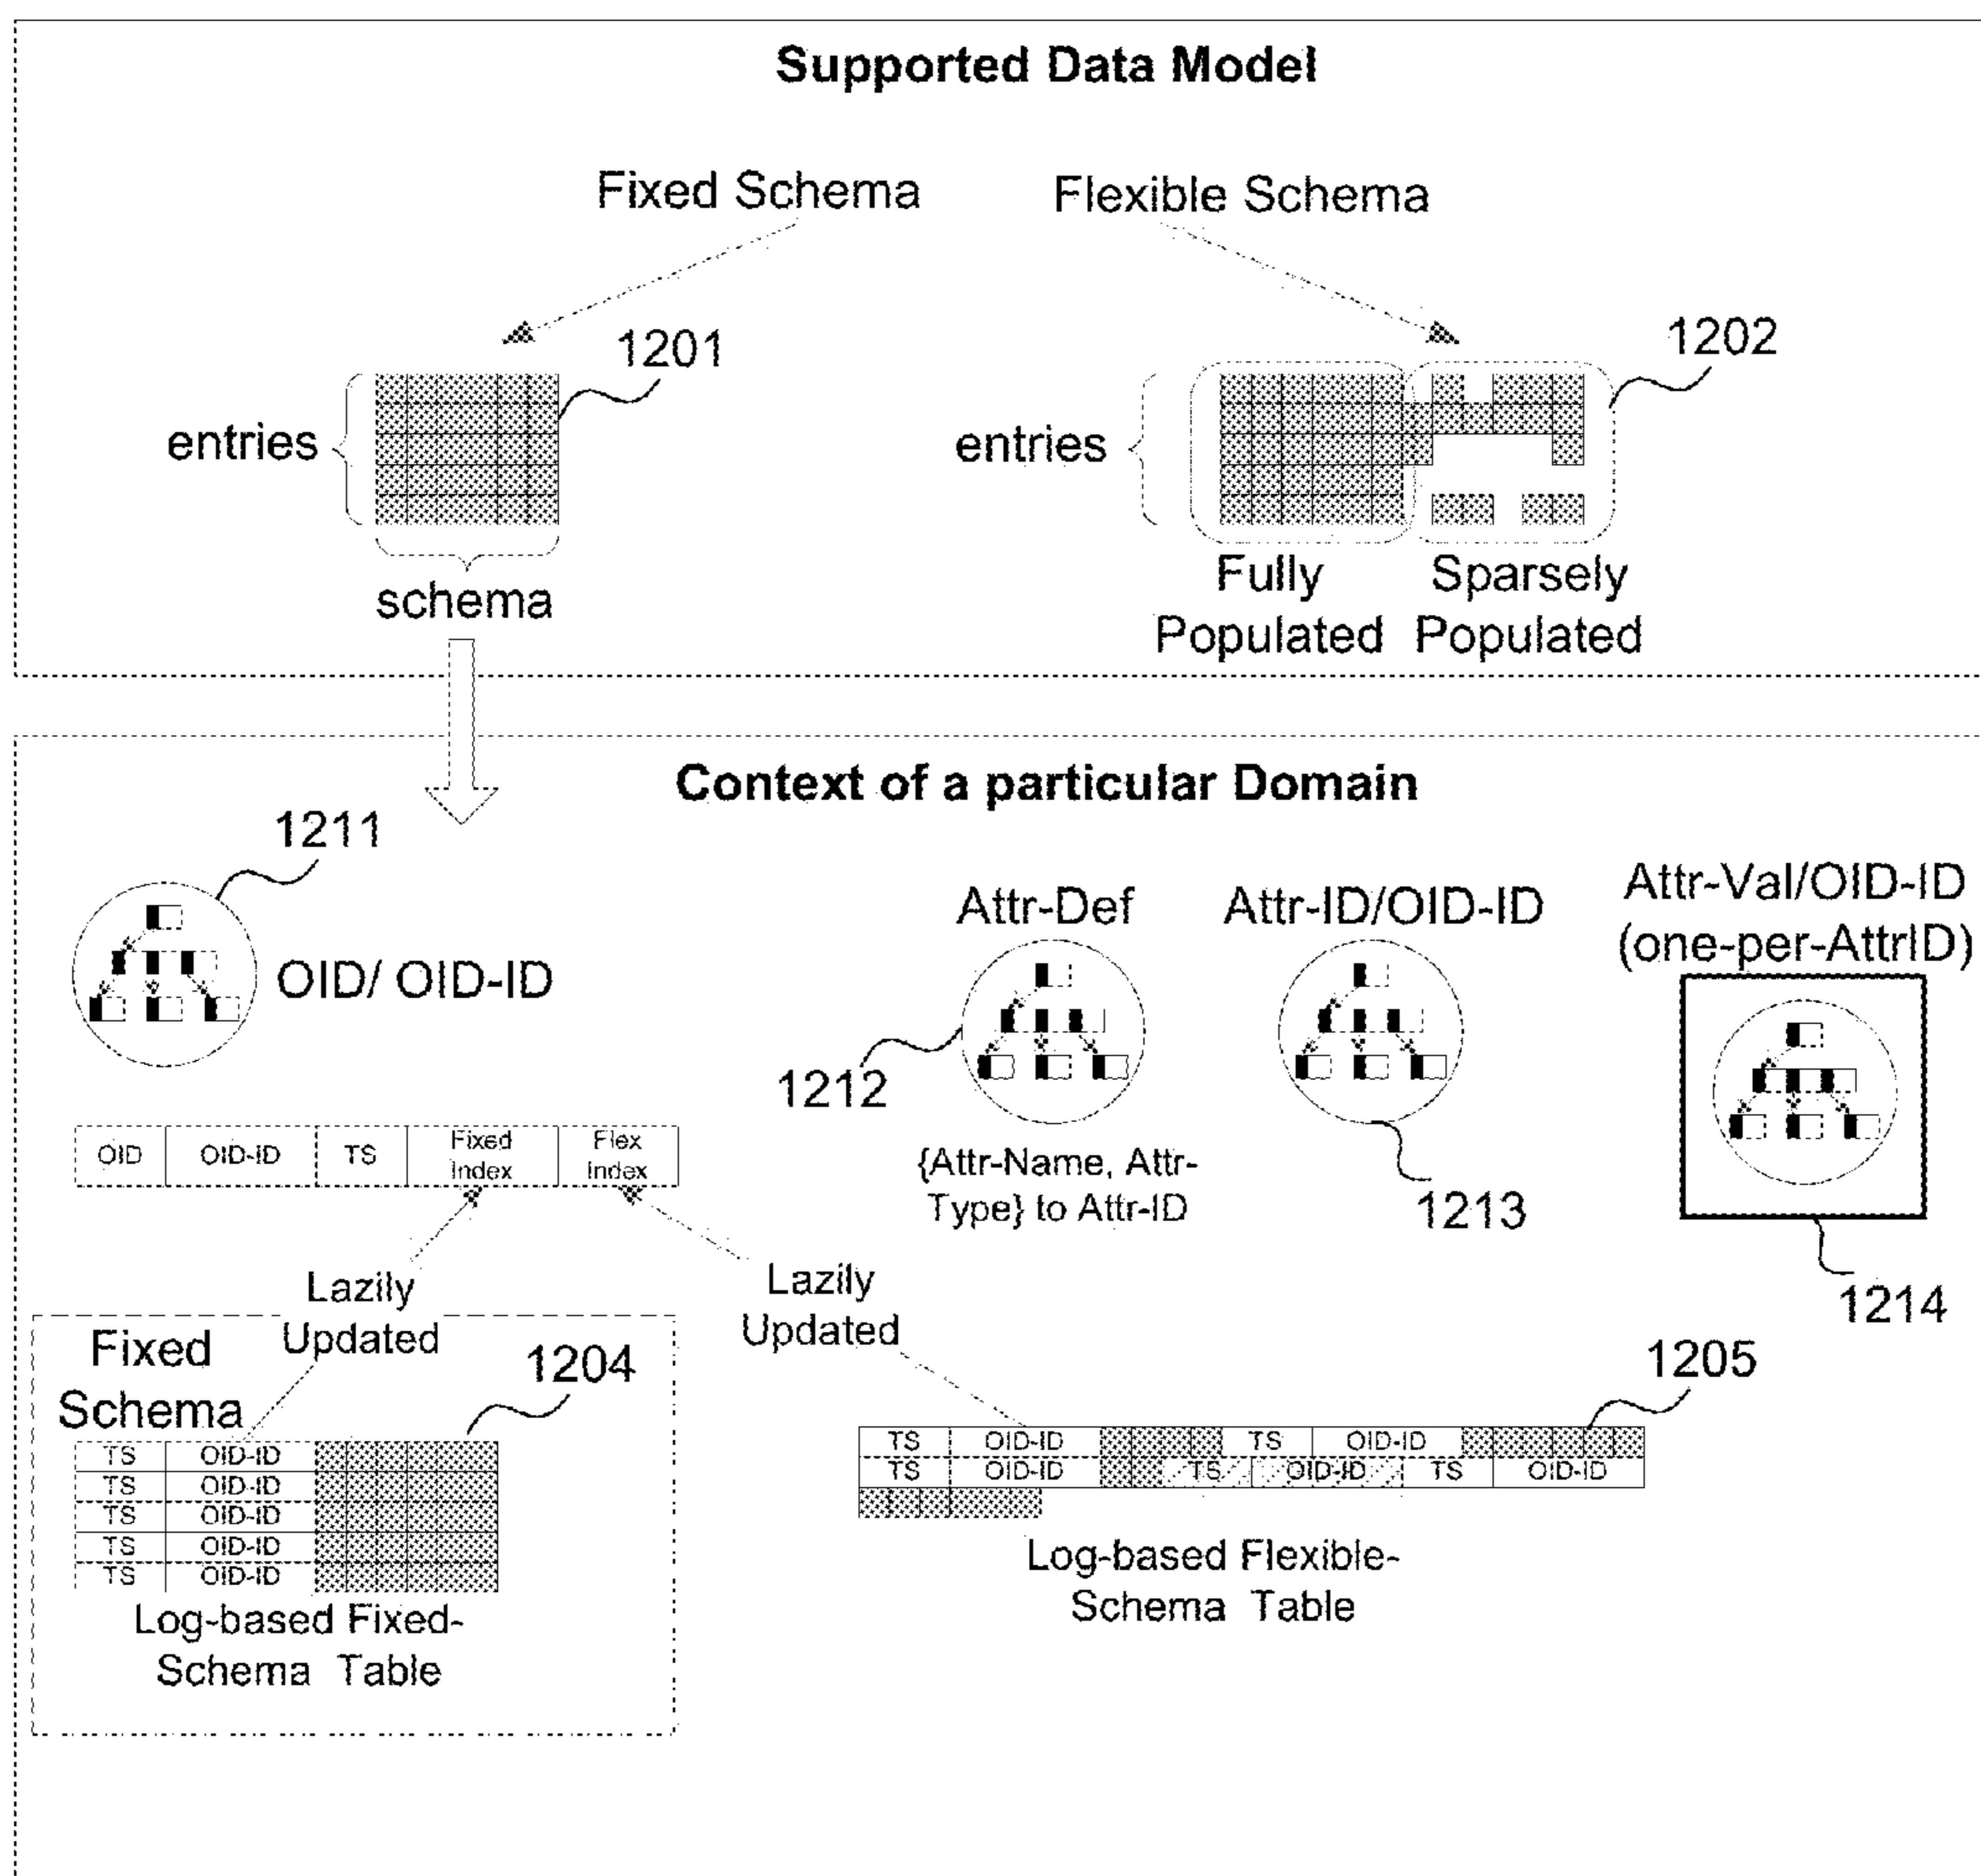 Supported Data Model
Fixed Schema
Flexible Schema
1201
1202
entries
entries
schema
Fully
Populated
Sparsely
Populated
Context of a particular Domain
1211
OID/ OID-ID
Attr-Def
Attr-ID/OID-ID
Attr-Val/OID-ID
(one-per-AttrID)
1212
{Attr-Name, Attr-
Type} to Attr-ID
1213
1214
OID OID-ID TS Fixed Index Flex Index
Lazily
Updated
Lazily
Updated
Fixed
Schema
1204
TS OID-ID
TS OID-ID
TS OID-ID
TS OID-ID
TS OID-ID
Log-based Fixed-
Schema Table
1205
TS OID-ID TS OID-ID
TS OID-ID TS OID-ID TS OID-ID
Log-based Flexible-
Schema Table